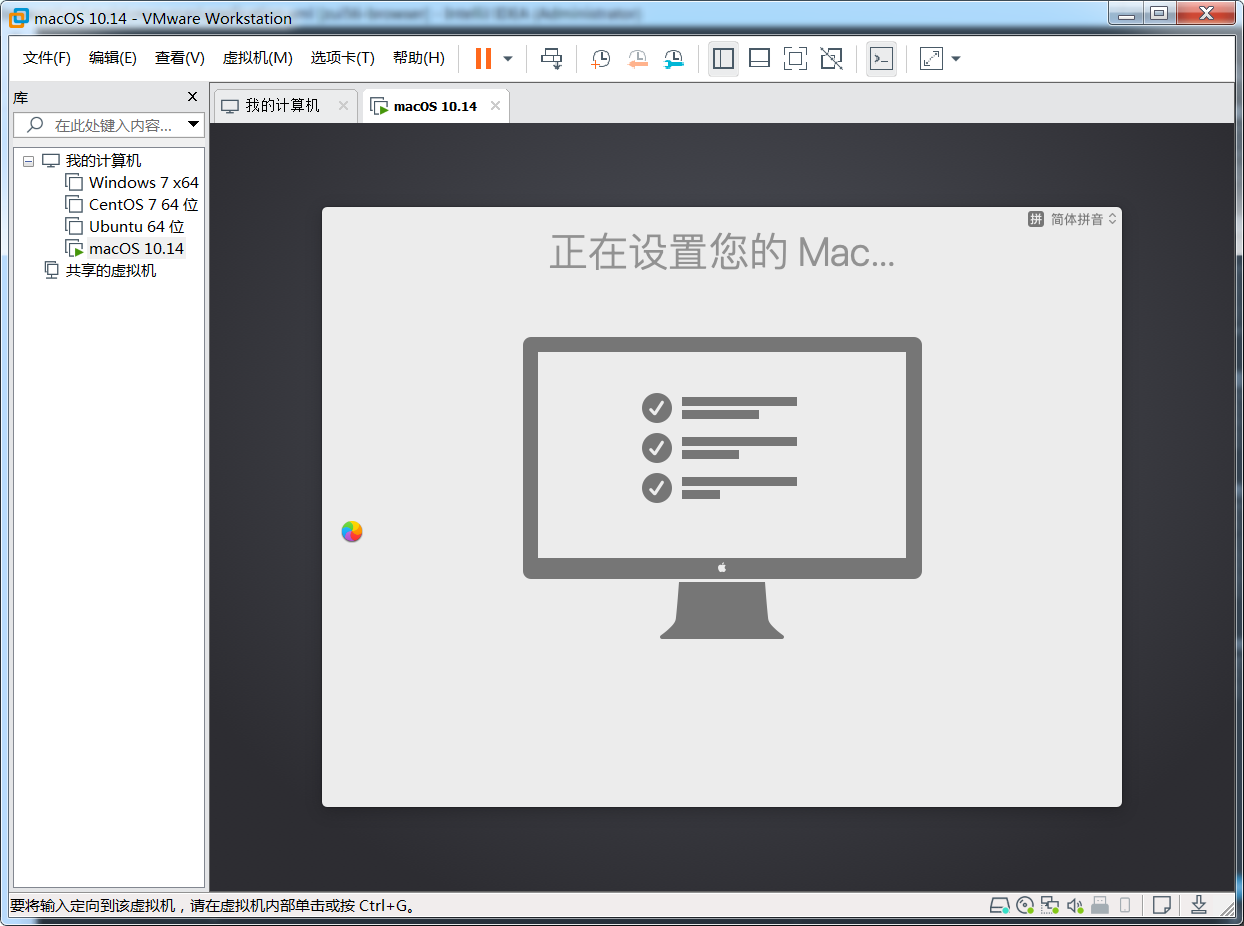 macOS 10.14 - VMware Workstation
文件(F) 编辑(E) 查看(V) 虚拟机(M) 选项卡(T) 帮助(H)
库
在此处键入内容...
我的计算机
Windows 7 x64
CentOS 7 64 位
Ubuntu 64 位
macOS 10.14
共享的虚拟机
我的计算机 macOS 10.14
拼 简体拼音
正在设置您的 Mac...
要将输入定向到该虚拟机，请在虚拟机内部单击或按 Ctrl+G。